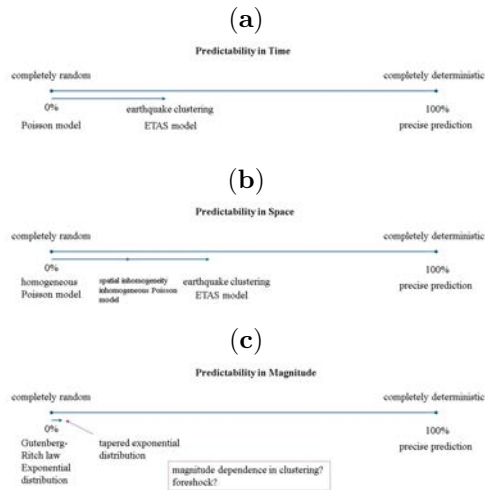 (a)
Predictability in Time
completely random completely deterministic
0% earthquake clustering 100%
Poisson model ETAS model precise prediction
(b)
Predictability in Space
completely random completely deterministic
0% 100%
homogeneous spatial inhomogeneity earthquake clustering
Poisson model inhomogeneous Poisson ETAS model precise prediction
model
(c)
Predictability in Magnitude
completely random completely deterministic
0% 100%
Gutenberg- tapered exponential precise prediction
Ritch law distribution
Exponential
distribution
magnitude dependence in clustering?
foreshock?